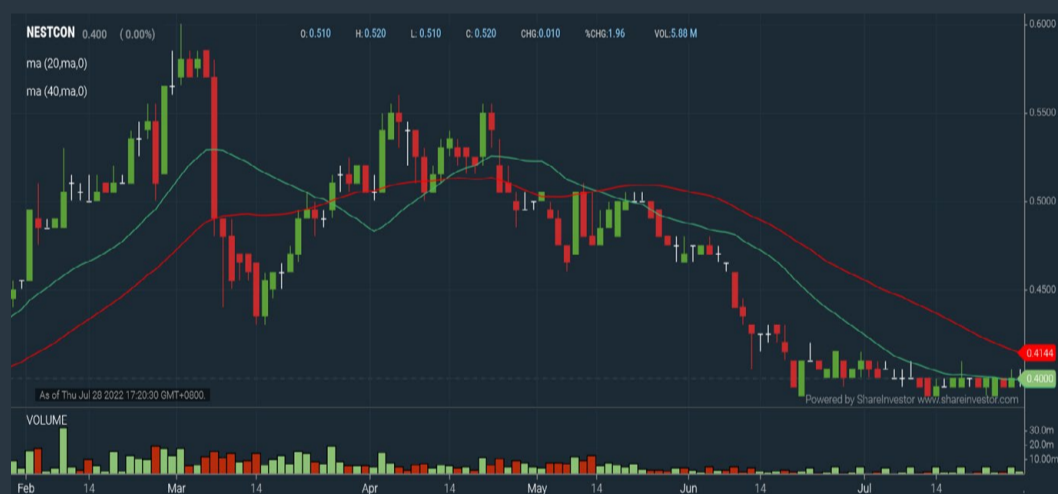 NESTCON 0.400 ( 0.00%) O: 0.510 H: 0.520 L: 0.510 C: 0.520 CHG:0.010 %CHG:1.96 VOL:5.88 M
ma (20,ma,0)
ma (40,ma,0)
0.6000
0.5500
0.5000
0.4500
0.4144
0.4000
As of Thu Jul 28 2022 17:20:30 GMT+0800.
Powered by ShareInvestor www.shareinvestor.com
VOLUME
30.0m
20.0m
10.00m
Feb 14 Mar 14 Apr 14 May 14 Jun 14 Jul 14